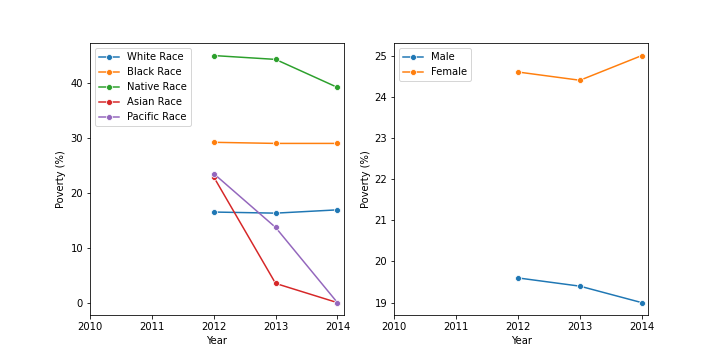 White Race
Black Race
Native Race
Asian Race
Pacific Race
Poverty (%)
40
30
20
10
0
2010 2011 2012 2013 2014
Year
Male
Female
Poverty (%)
25
24
23
22
21
20
19
2010 2011 2012 2013 2014
Year